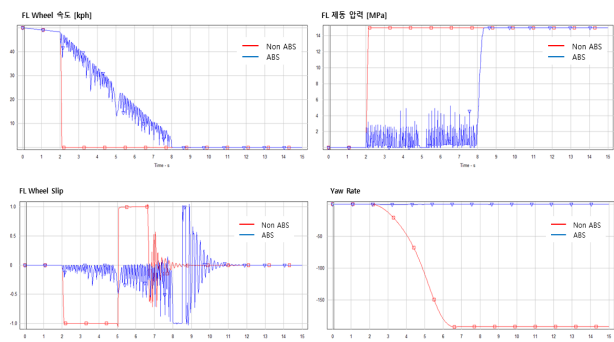 FL Wheel 속도 [kph]
40
30
20
10
0 1 2 3 4 5 6 7 8 9 10 11 12 13 14 15
Time - s
Non ABS
ABS
FL 제동 압력 [MPa]
14
12
10
8
6
4
2
0 1 2 3 4 5 6 7 8 9 10 11 12 13 14 15
Time - s
Non ABS
ABS
FL Wheel Slip
1.0
0.5
0
-0.5
-1.0
0 1 2 3 4 5 6 7 8 9 10 11 12 13 14 15
Non ABS
ABS
Yaw Rate
-50
-100
-150
0 1 2 3 4 5 6 7 8 9 10 11 12 13 14 15
Non ABS
ABS